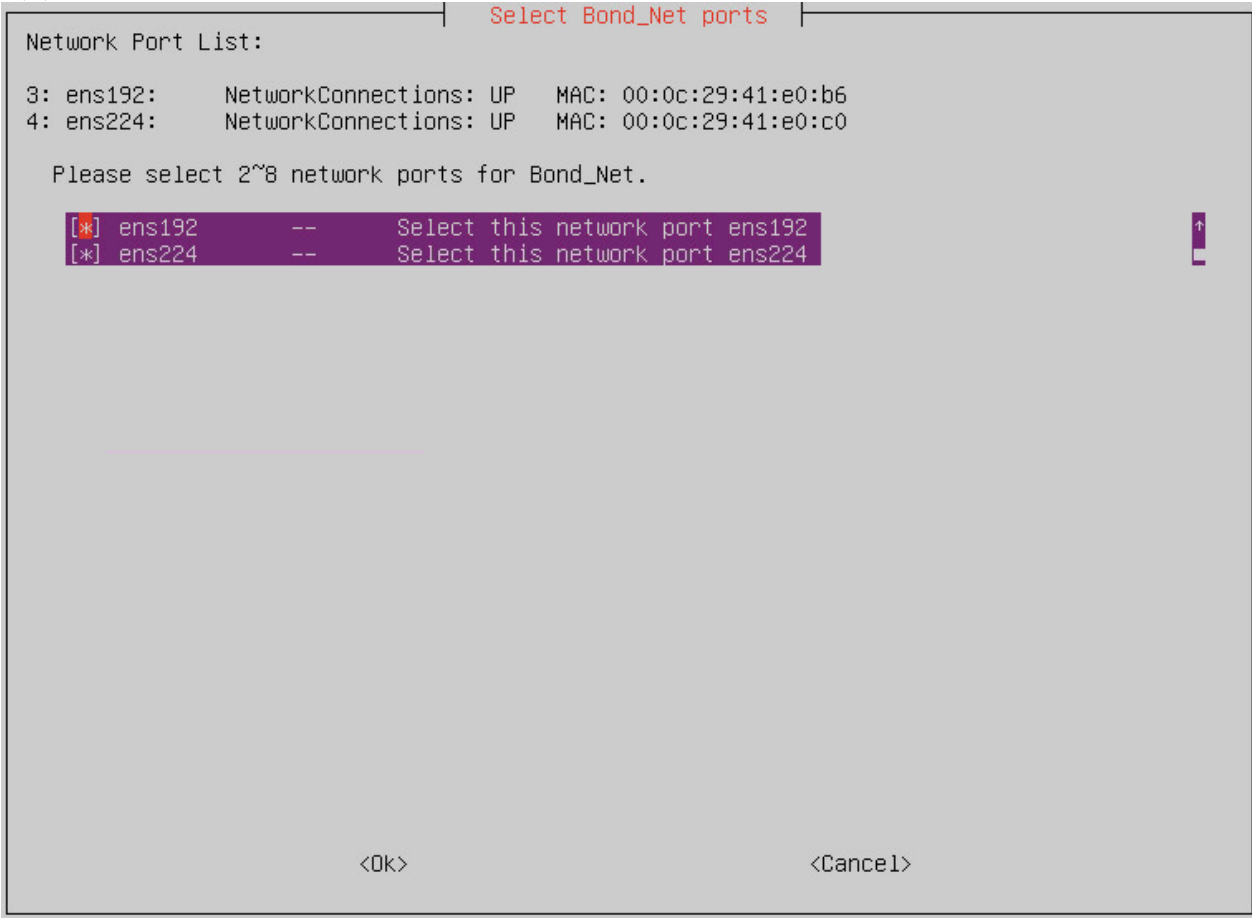 Select Bond_Net ports
Network Port List:
3: ens192: NetworkConnections: UP MAC: 00:0c:29:41:e0:b6
4: ens224: NetworkConnections: UP MAC: 00:0c:29:41:e0:c0
Please select 2~8 network ports for Bond_Net.
[*] ens192 -- Select this network port ens192 ↑
[*] ens224 -- Select this network port ens224
<Ok> <Cancel>